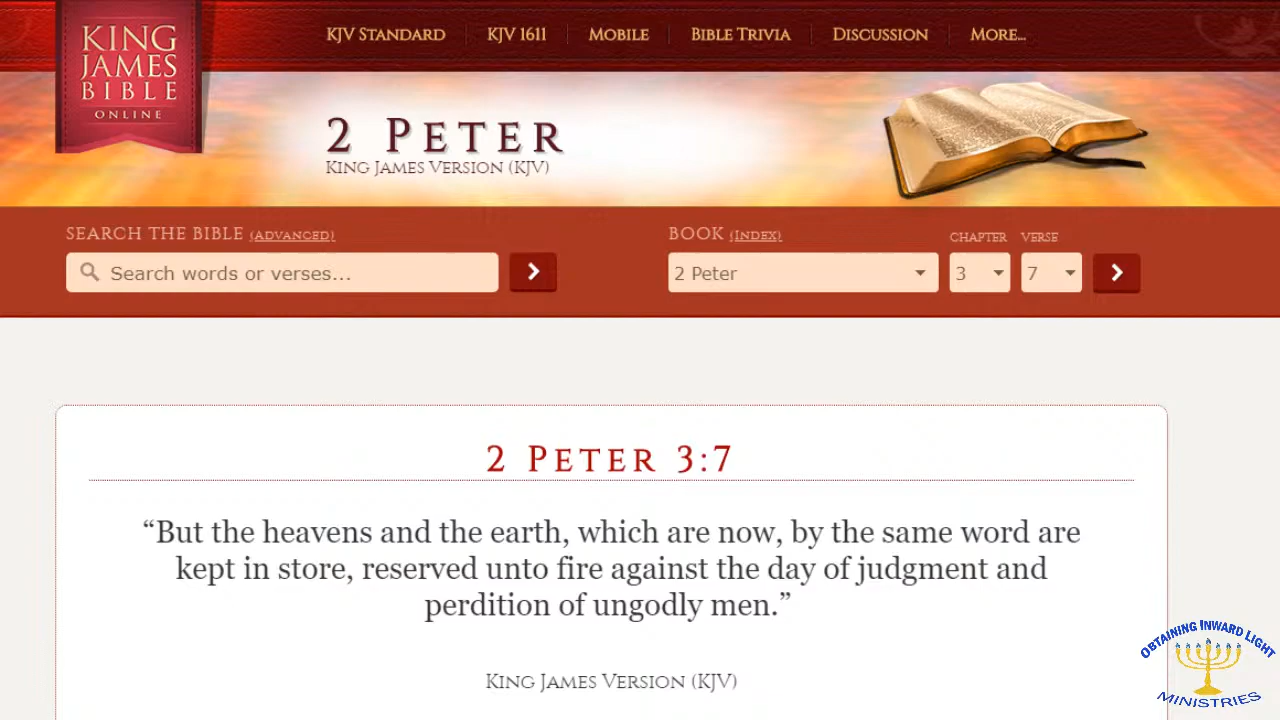 KING
JAMES
BIBLE
ONLINE
KJV STANDARD
KJV 1611
MOBILE
BIBLE TRIVIA
DISCUSSION
MORE...
2 PETER
KING JAMES VERSION (KJV)
SEARCH THE BIBLE (ADVANCED)
Search words or verses...
BOOK (INDEX)
CHAPTER
VERSE
2 Peter
3
7
2 PETER 3:7
“But the heavens and the earth, which are now, by the same word are
kept in store, reserved unto fire against the day of judgment and
perdition of ungodly men.”
KING JAMES VERSION (KJV)
OBTAINING INWARD LIGHT
MINISTRIES